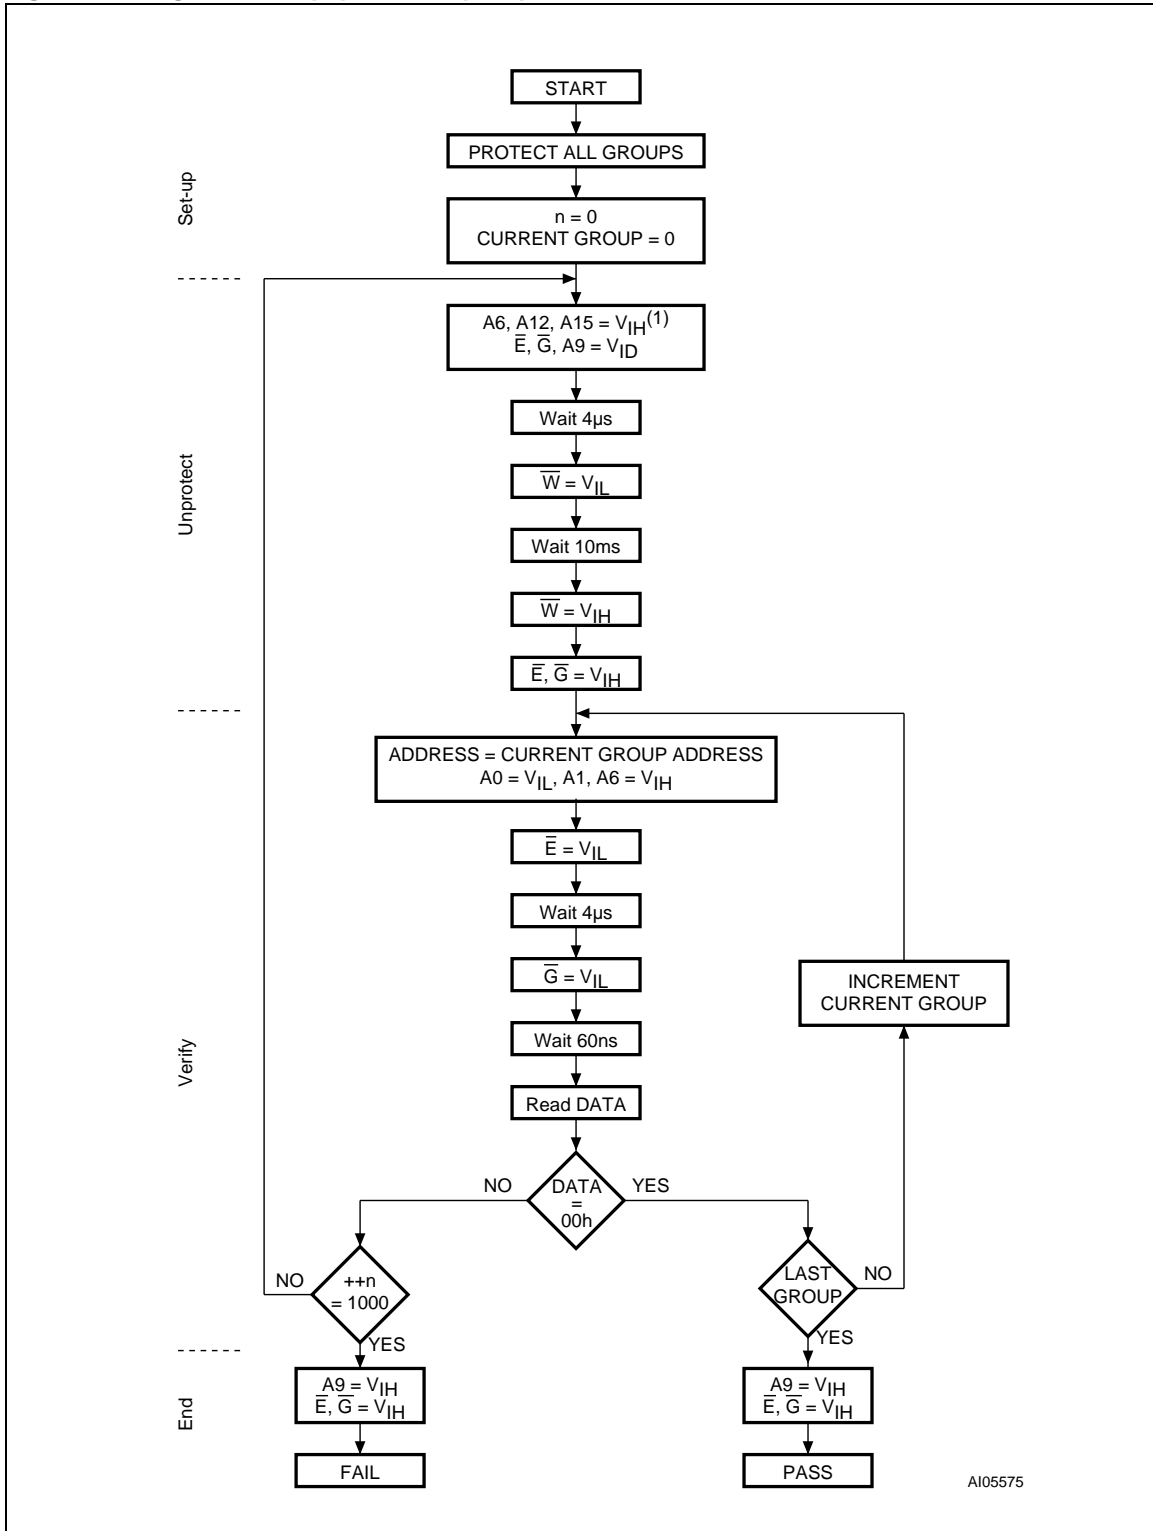 START
PROTECT ALL GROUPS
Set-up
n = 0
CURRENT GROUP = 0
A6, A12, A15 = VIH(1)
E̅, G̅, A9 = VID
Wait 4µs
W̅ = VIL
Unprotect
Wait 10ms
W̅ = VIH
E̅, G̅ = VIH
ADDRESS = CURRENT GROUP ADDRESS
A0 = VIL, A1, A6 = VIH
E̅ = VIL
Wait 4µs
G̅ = VIL
INCREMENT
CURRENT GROUP
Wait 60ns
Verify
Read DATA
NO
DATA
=
00h
YES
NO
++n
= 1000
YES
LAST
GROUP
NO
YES
End
A9 = VIH
E̅, G̅ = VIH
A9 = VIH
E̅, G̅ = VIH
FAIL
PASS
AI05575